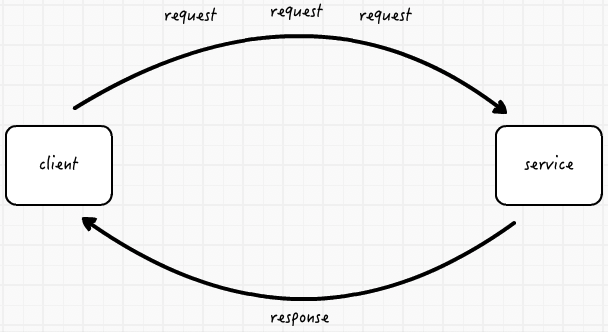 request request request
client service
response